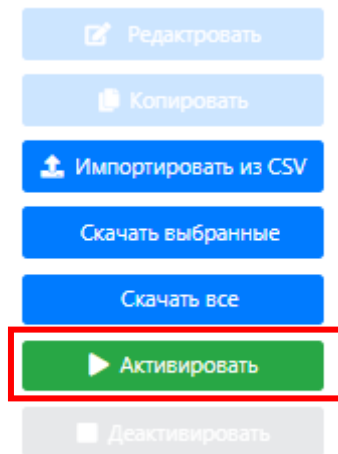 Редактровать
Копировать
Импортировать из CSV
Скачать выбранные
Скачать все
Активировать
Деактивировать